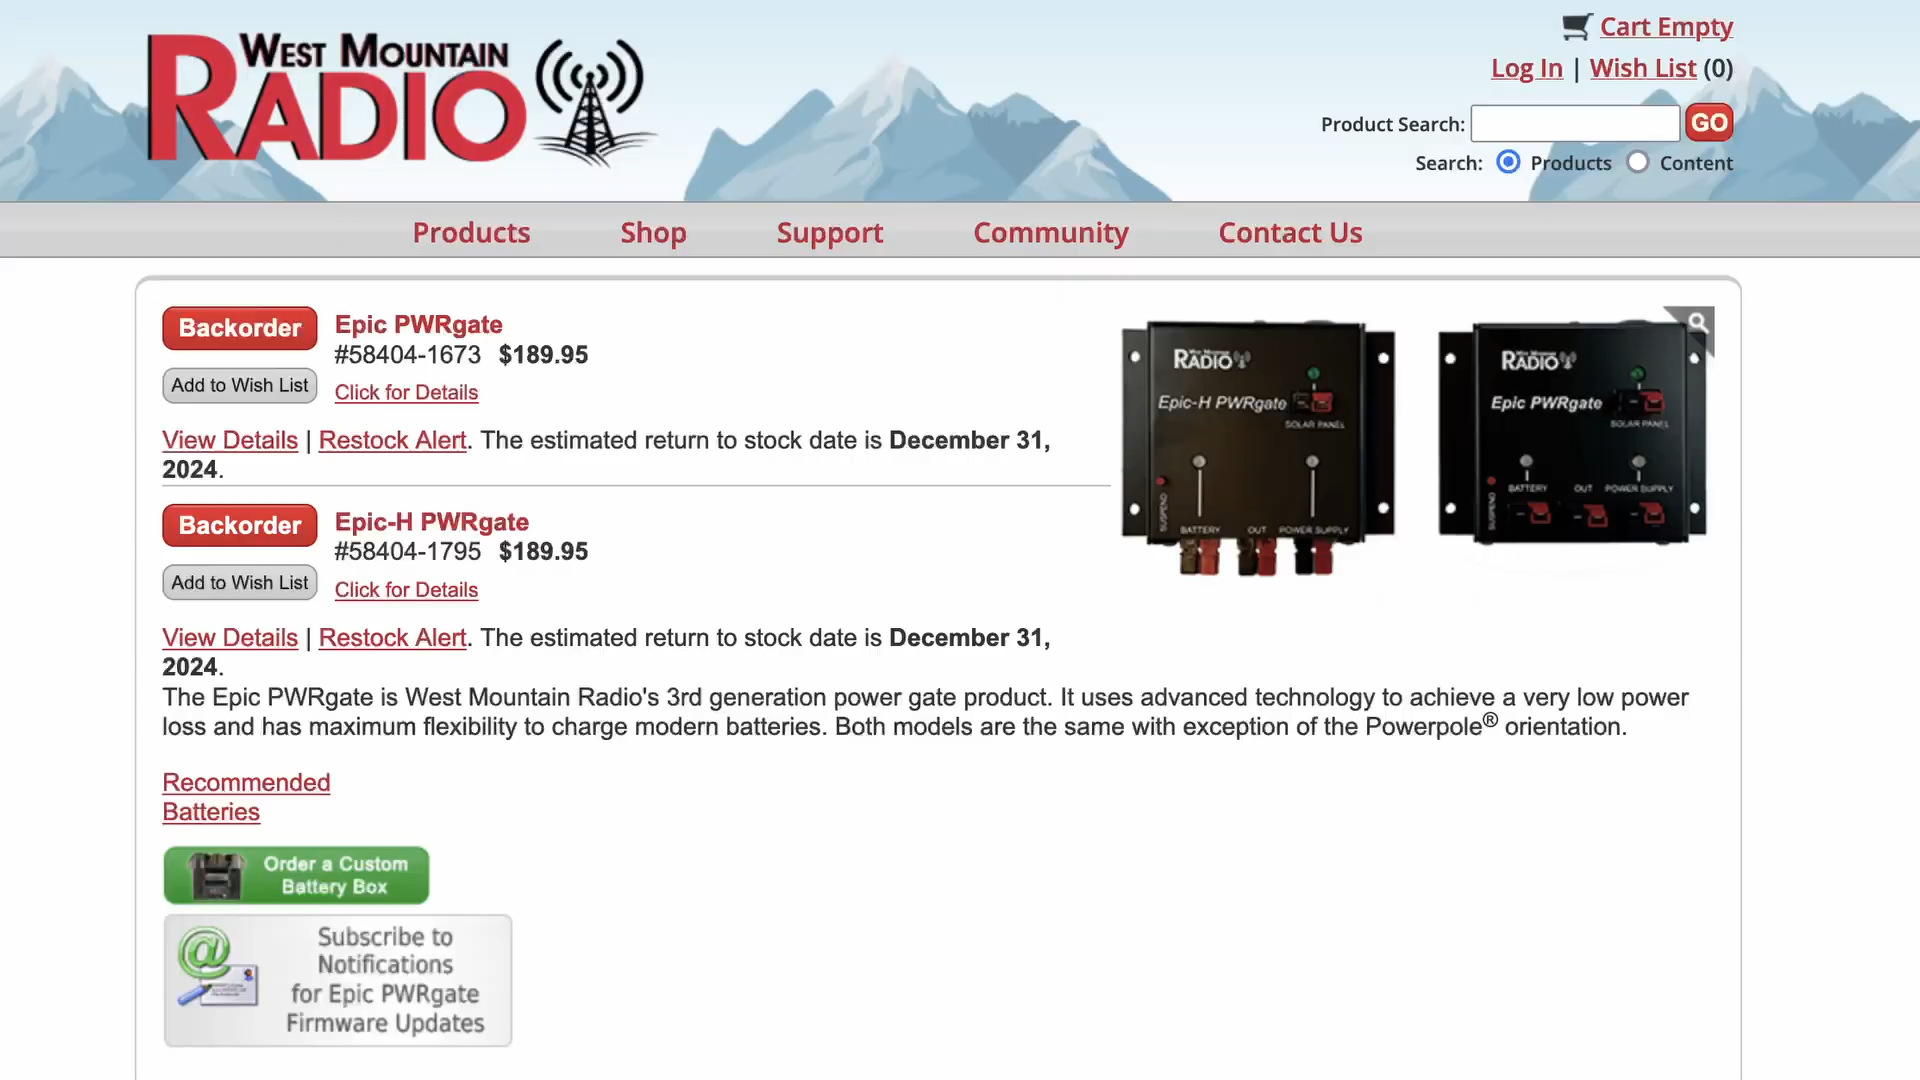 WEST MOUNTAIN
RADIO
Cart Empty
Log In | Wish List (0)
Product Search: GO
Search: Products Content
Products Shop Support Community Contact Us
Backorder Epic PWRgate
#58404-1673 $189.95
Add to Wish List Click for Details
View Details | Restock Alert. The estimated return to stock date is December 31,
2024.
Backorder Epic-H PWRgate
#58404-1795 $189.95
Add to Wish List Click for Details
View Details | Restock Alert. The estimated return to stock date is December 31,
2024.
West Mountain
RADIO
Epic-H PWRgate
SOLAR PANEL
SUSPEND
BATTERY OUT POWER SUPPLY
West Mountain
RADIO
Epic PWRgate
SOLAR PANEL
SUSPEND
BATTERY OUT POWER SUPPLY
The Epic PWRgate is West Mountain Radio's 3rd generation power gate product. It uses advanced technology to achieve a very low power
loss and has maximum flexibility to charge modern batteries. Both models are the same with exception of the Powerpole® orientation.
Recommended
Batteries
Order a Custom
Battery Box
@
Subscribe to
Notifications
for Epic PWRgate
Firmware Updates